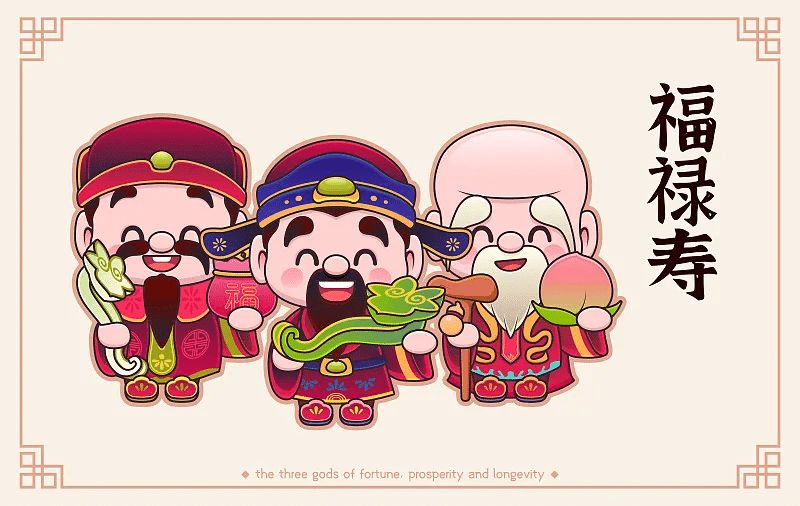 福禄寿
福
the three gods of fortune, prosperity and longevity